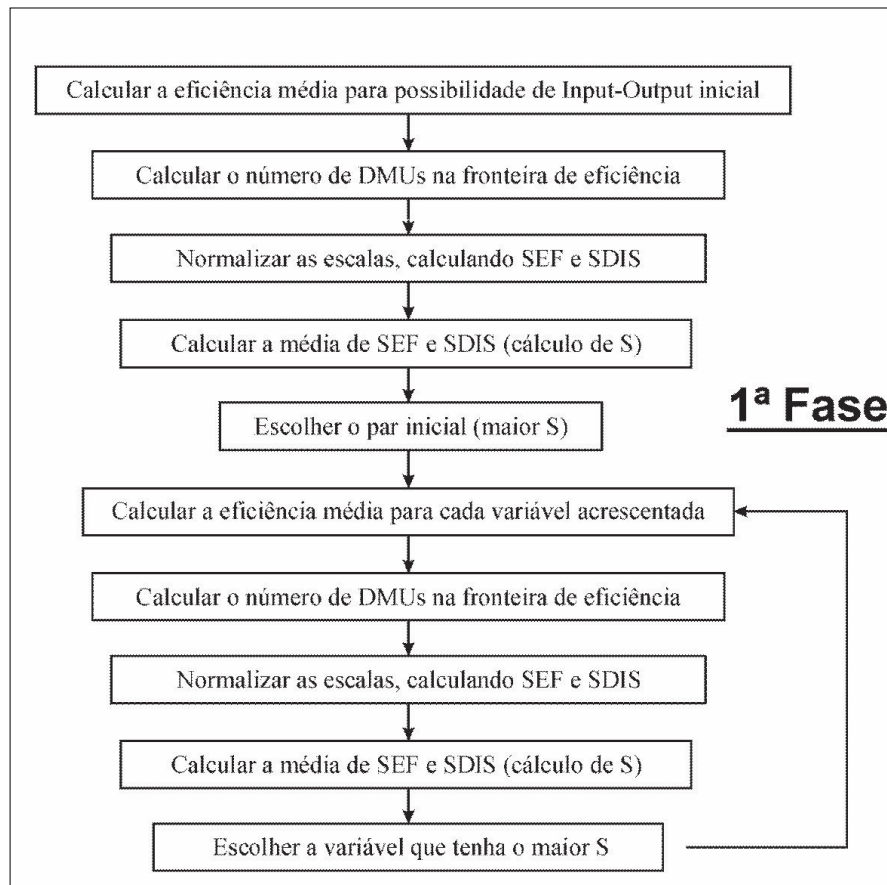 Calcular a eficiência média para possibilidade de Input-Output inicial
Calcular o número de DMUs na fronteira de eficiência
Normalizar as escalas, calculando SEF e SDIS
Calcular a média de SEF e SDIS (cálculo de S)
Escolher o par inicial (maior S)
1ª Fase
Calcular a eficiência média para cada variável acrescentada
Calcular o número de DMUs na fronteira de eficiência
Normalizar as escalas, calculando SEF e SDIS
Calcular a média de SEF e SDIS (cálculo de S)
Escolher a variável que tenha o maior S